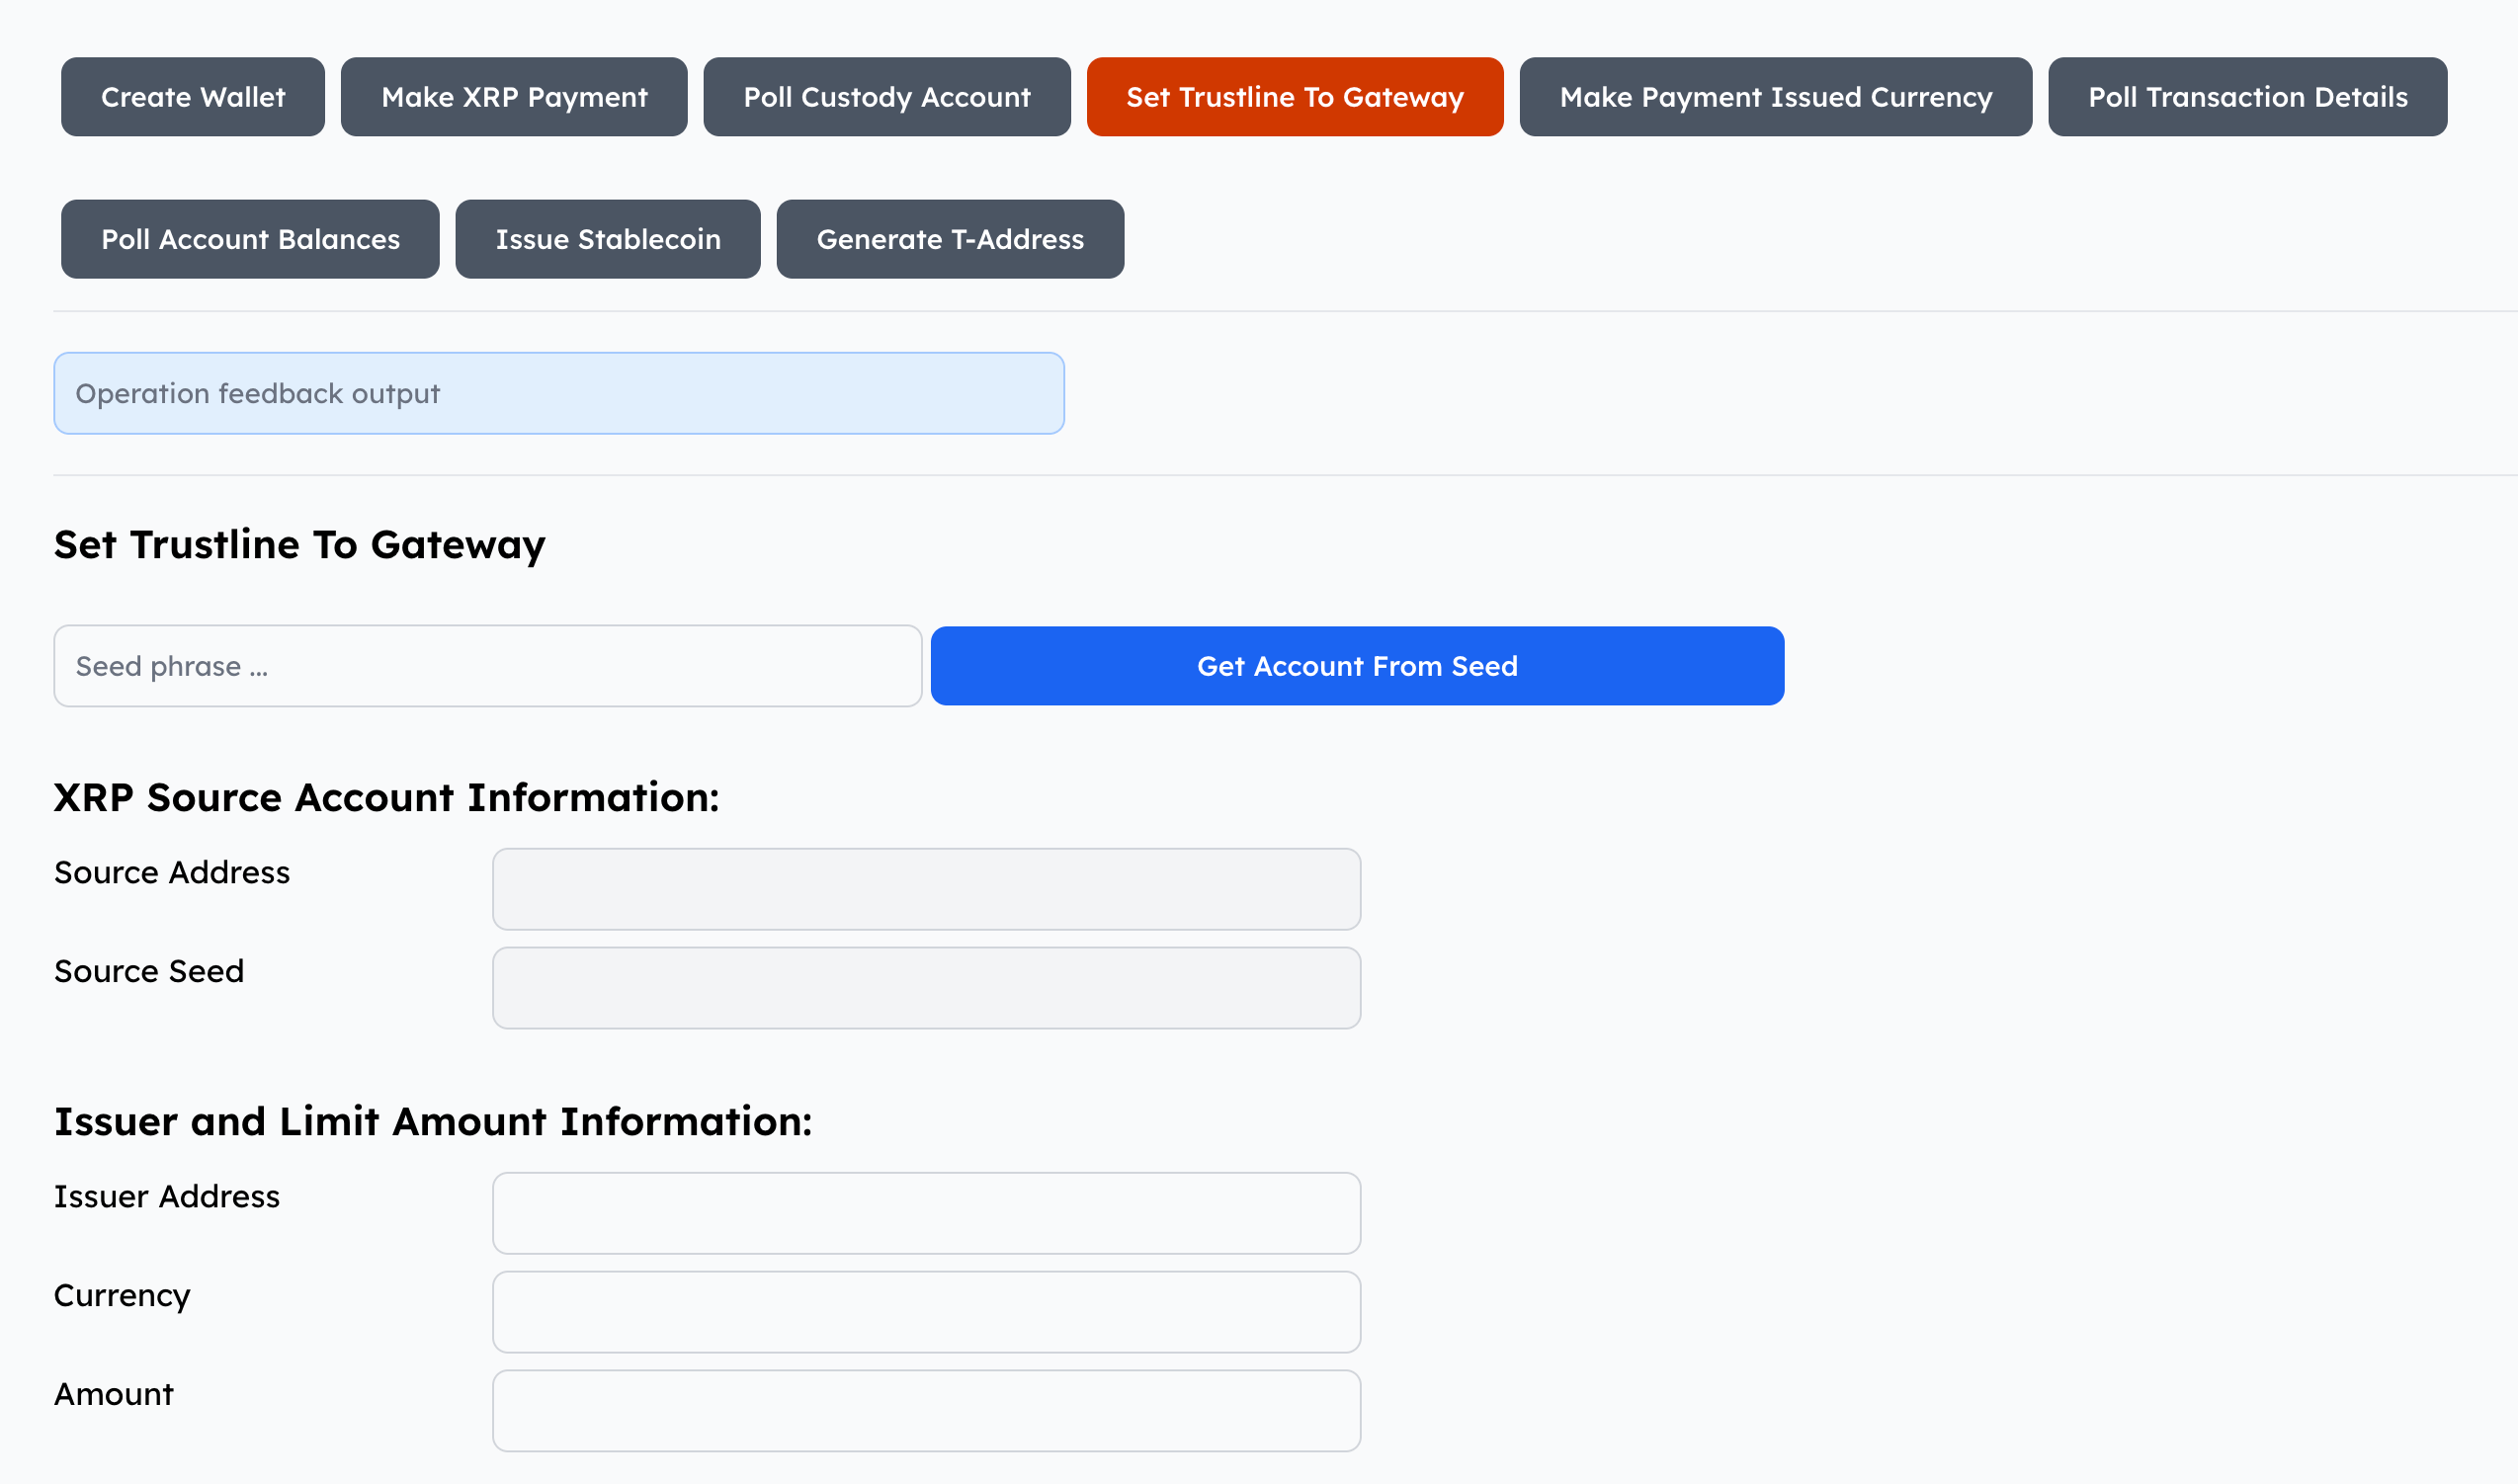 Create Wallet Make XRP Payment Poll Custody Account Set Trustline To Gateway Make Payment Issued Currency Poll Transaction Details
Poll Account Balances Issue Stablecoin Generate T-Address
Operation feedback output
Set Trustline To Gateway
Seed phrase ... Get Account From Seed
XRP Source Account Information:
Source Address
Source Seed
Issuer and Limit Amount Information:
Issuer Address
Currency
Amount